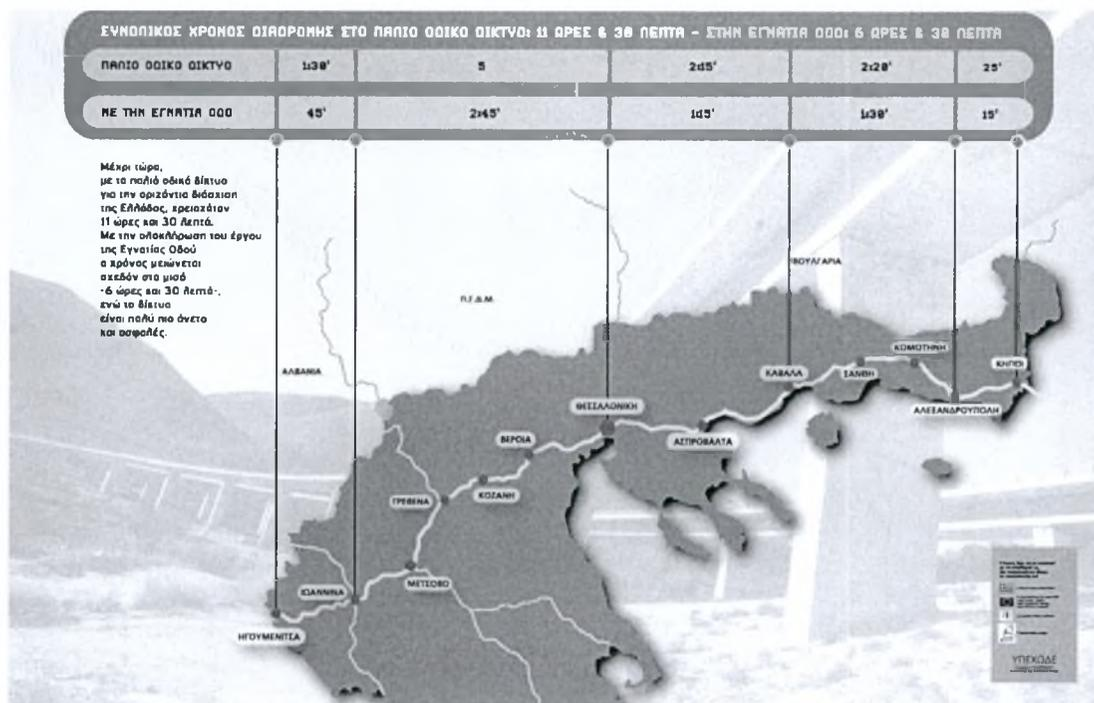 ΣΥΝΟΛΙΚΟΣ ΧΡΟΝΟΣ ΔΙΑΔΡΟΜΗΣ ΣΤΟ ΠΑΛΙΟ ΟΔΙΚΟ ΔΙΚΤΥΟ: 11 ΩΡΕΣ & 30 ΛΕΠΤΑ - ΣΤΗΝ ΕΓΝΑΤΙΑ ΟΔΟ: 6 ΩΡΕΣ & 30 ΛΕΠΤΑ
ΠΑΛΙΟ ΟΔΙΚΟ ΔΙΚΤΥΟ 1:30' 5 2:15' 2:20' 25'
ΜΕ ΤΗΝ ΕΓΝΑΤΙΑ ΟΔΟ 45' 2:45' 1:15' 1:30' 15'
Μέχρι τώρα,
με το παλιό οδικό δίκτυο
για την οριζόντια διάσχιση
της Ελλάδος, χρειαζόταν
11 ώρες και 30 λεπτά.
Με την ολοκλήρωση του έργου
της Εγνατίας Οδού
ο χρόνος μειώνεται
σχεδόν στο μισό
-6 ώρες και 30 λεπτά-,
ενώ το δίκτυο
είναι πολύ πιο άνετο
και ασφαλές.
ΑΛΒΑΝΙΑ
Π.Γ.Δ.Μ.
ΒΟΥΛΓΑΡΙΑ
ΚΟΜΟΤΗΝΗ
ΚΑΒΑΛΑ
ΞΑΝΘΗ
ΚΗΠΟΙ
ΑΛΕΞΑΝΔΡΟΥΠΟΛΗ
ΘΕΣΣΑΛΟΝΙΚΗ
ΑΣΠΡΟΒΑΛΤΑ
ΒΕΡΟΙΑ
ΚΟΖΑΝΗ
ΓΡΕΒΕΝΑ
ΜΕΤΣΟΒΟ
ΙΩΑΝΝΙΝΑ
ΗΓΟΥΜΕΝΙΤΣΑ
ΥΠΕΧΩΔΕ